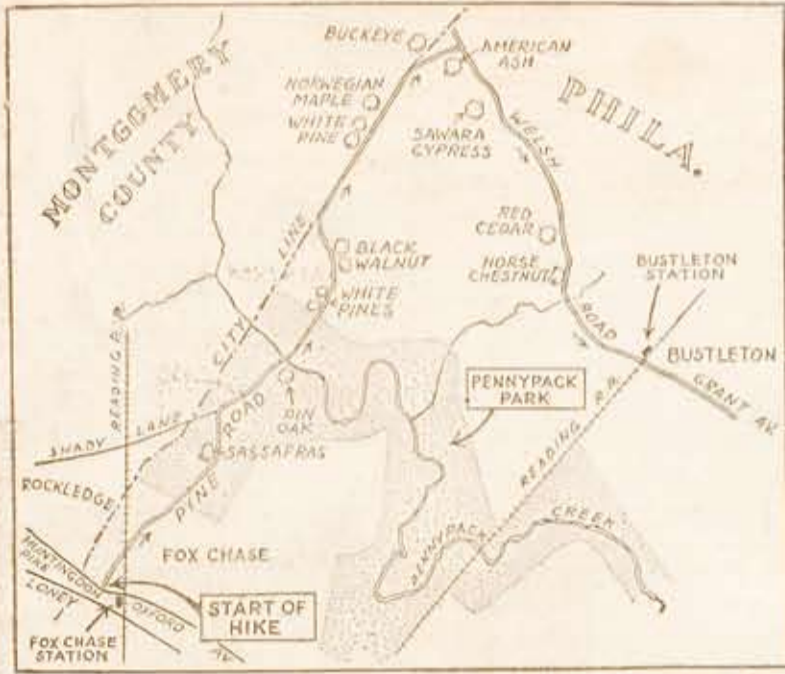 BUCKEYE
AMERICAN
ASH
MONTGOMERY
COUNTY
PHILA.
NORWEGIAN
MAPLE
WHITE
PINE
SAWARA
CYPRESS
WELSH
ROAD
RED
CEDAR
HORSE
CHESTNUT
BUSTLETON
STATION
BUSTLETON
GRANT AV.
CITY LINE
BLACK
WALNUT
WHITE
PINES
READING R.R.
PENNYPACK
PARK
READING R.R.
PIN
OAK
SHADY LANE
PINE ROAD
SASSAFRAS
ROCKLEDGE
PENNYPACK CREEK
FOX CHASE
HUNTINGDON
PIKE
LONEY
OXFORD
AV.
START OF
HIKE
FOX CHASE
STATION